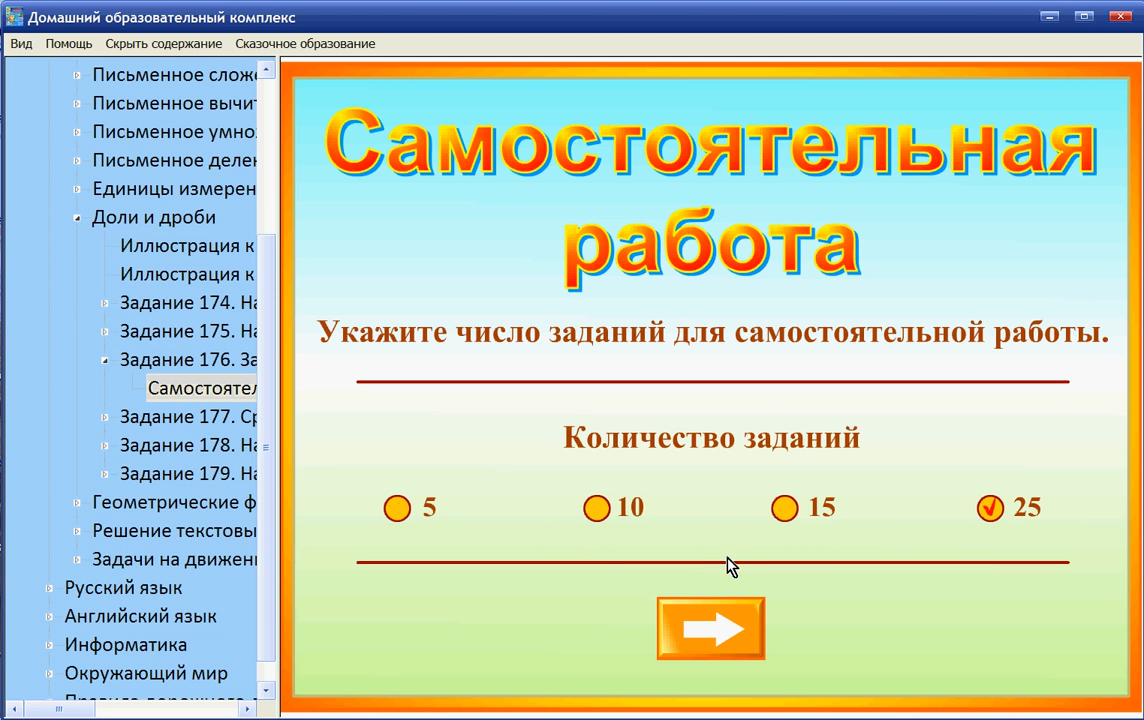 Домашний образовательный комплекс
Вид Помощь Скрыть содержание Сказочное образование
Письменное слож
Письменное вычи
Письменное умно
Письменное делен
Единицы измерен
Доли и дроби
Иллюстрация к
Иллюстрация к
Задание 174. На
Задание 175. На
Задание 176. За
Самостоятел
Задание 177. Ср
Задание 178. На
Задание 179. На
Геометрические ф
Решение текстовы
Задачи на движен
Русский язык
Английский язык
Информатика
Окружающий мир
Самостоятельная
работа
Укажите число заданий для самостоятельной работы.
Количество заданий
5 10 15 25